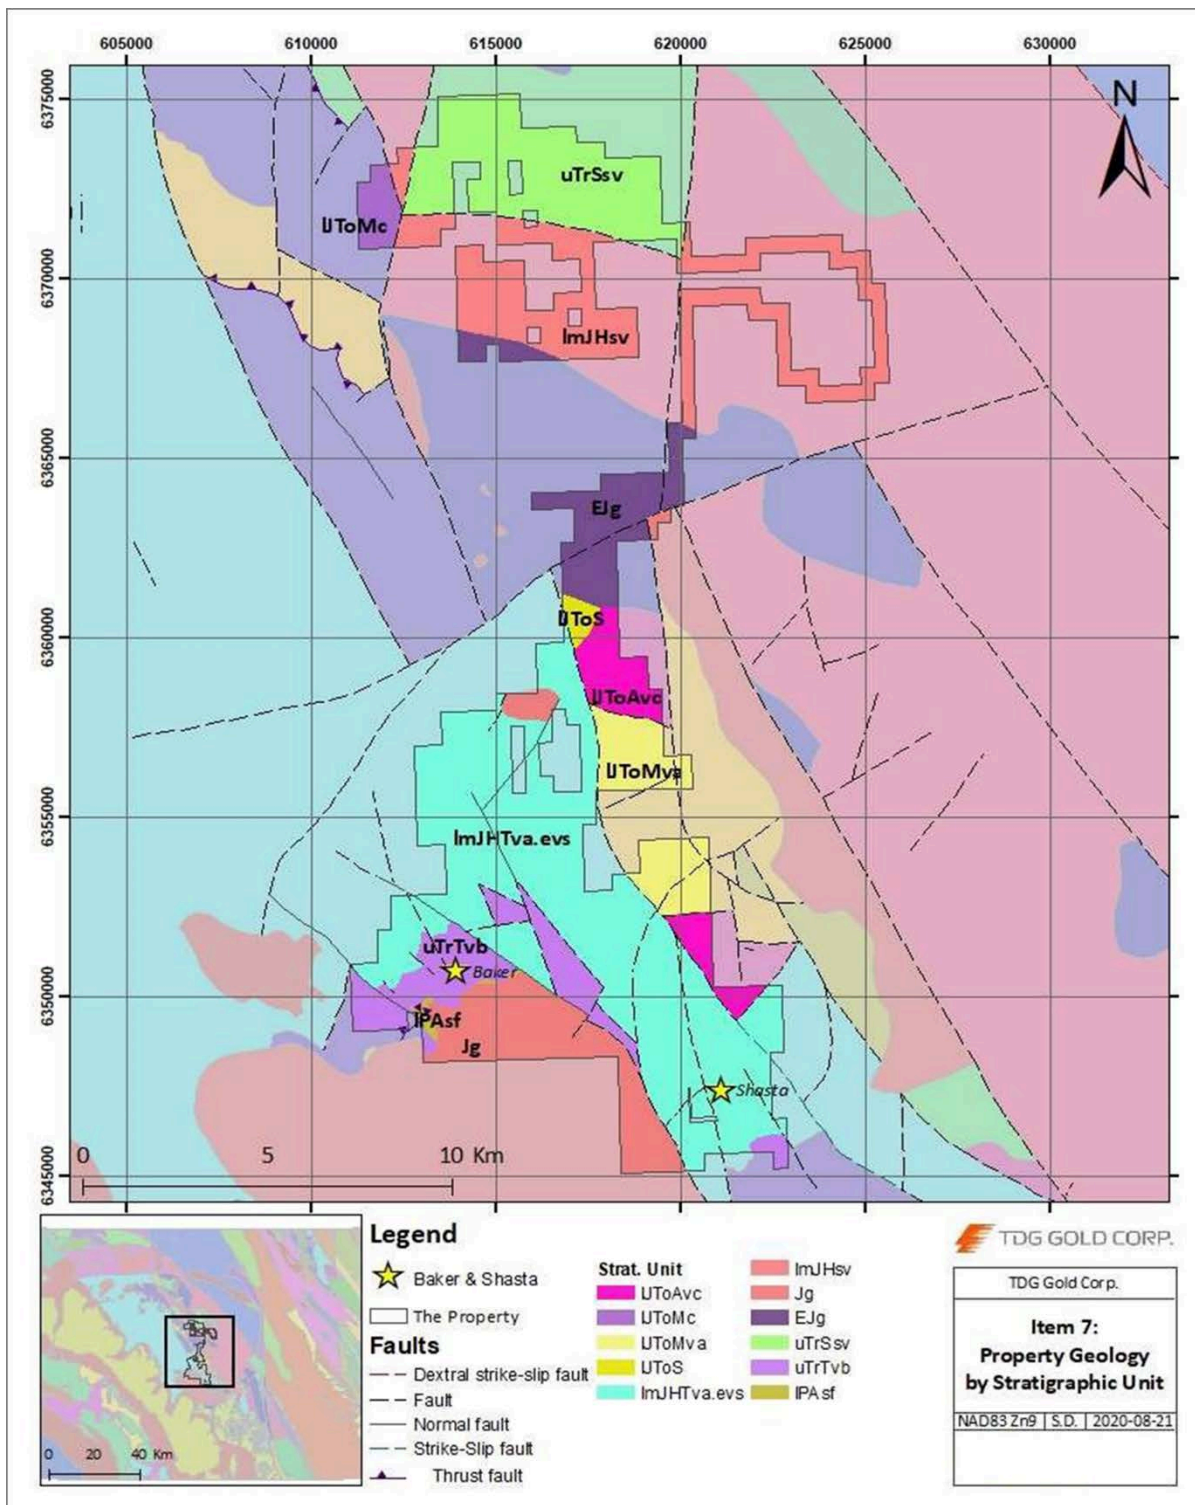 605000 610000 615000 620000 625000 630000
6375000
6370000
6365000
6360000
6355000
6350000
6345000
N
uTrSsv
lJToMc
lmJHsv
EJg
lJToS
lJToAvc
lJToMva
lmJHTva.evs
uTrTvb
Baker
lPAsf
Jg
Shasta
0 5 10 Km
0 20 40 Km
Legend
Baker & Shasta
The Property
Faults
Dextral strike-slip fault
Fault
Normal fault
Strike-Slip fault
Thrust fault
Strat. Unit
lJToAvc
lJToMc
lJToMva
lJToS
lmJHTva.evs
lmJHsv
Jg
EJg
uTrSsv
uTrTvb
lPAsf
TDG GOLD CORP.
TDG Gold Corp.
Item 7:
Property Geology
by Stratigraphic Unit
NAD83 Zn9 S.D. 2020-08-21